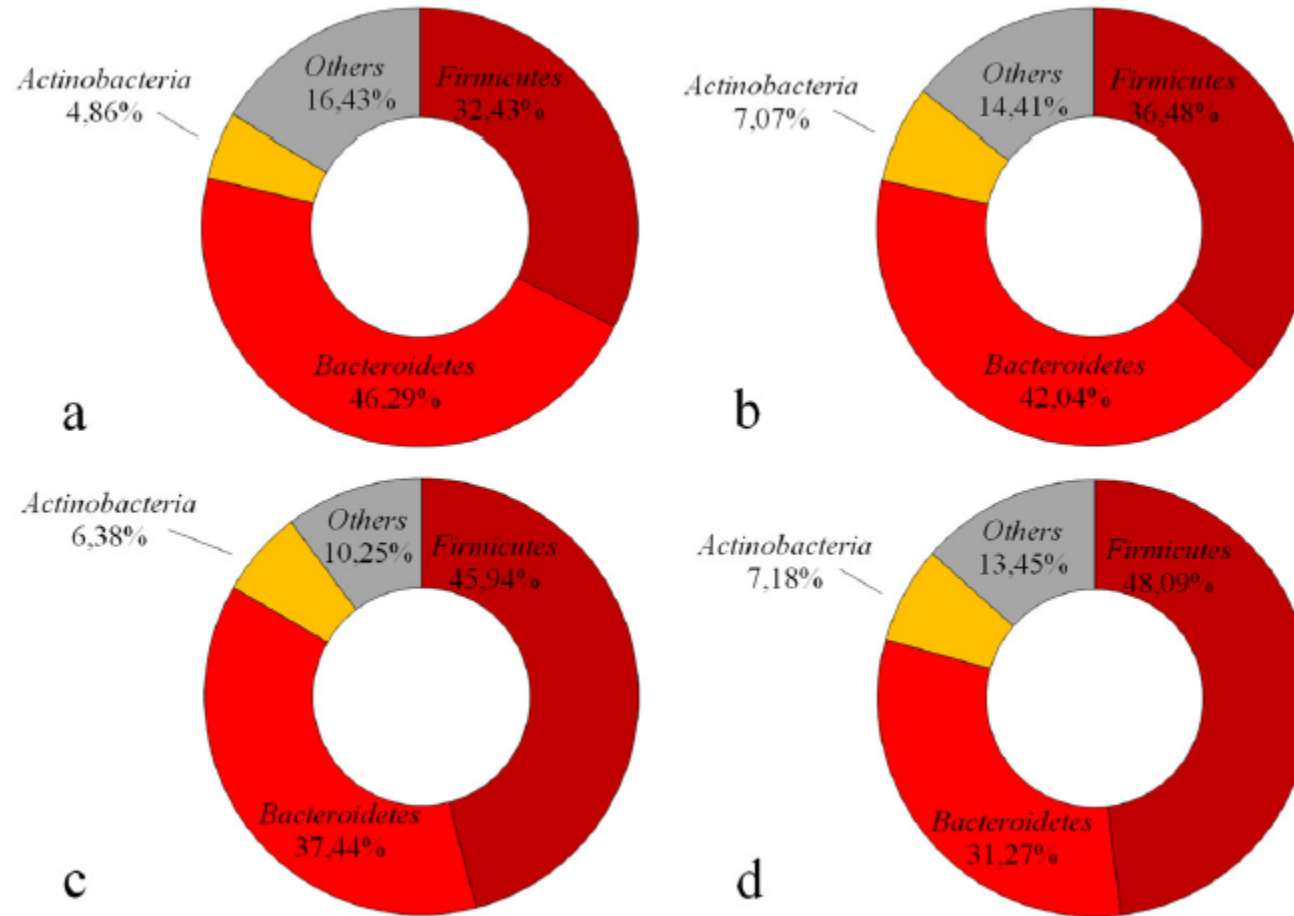 Others
16,43%
Firmicutes
32,43%
Actinobacteria
4,86%
Bacteroidetes
46,29%
a
Others
14,41%
Firmicutes
36,48%
Actinobacteria
7,07%
Bacteroidetes
42,04%
b
Others
10,25%
Firmicutes
45,94%
Actinobacteria
6,38%
Bacteroidetes
37,44%
c
Others
13,45%
Firmicutes
48,09%
Actinobacteria
7,18%
Bacteroidetes
31,27%
d